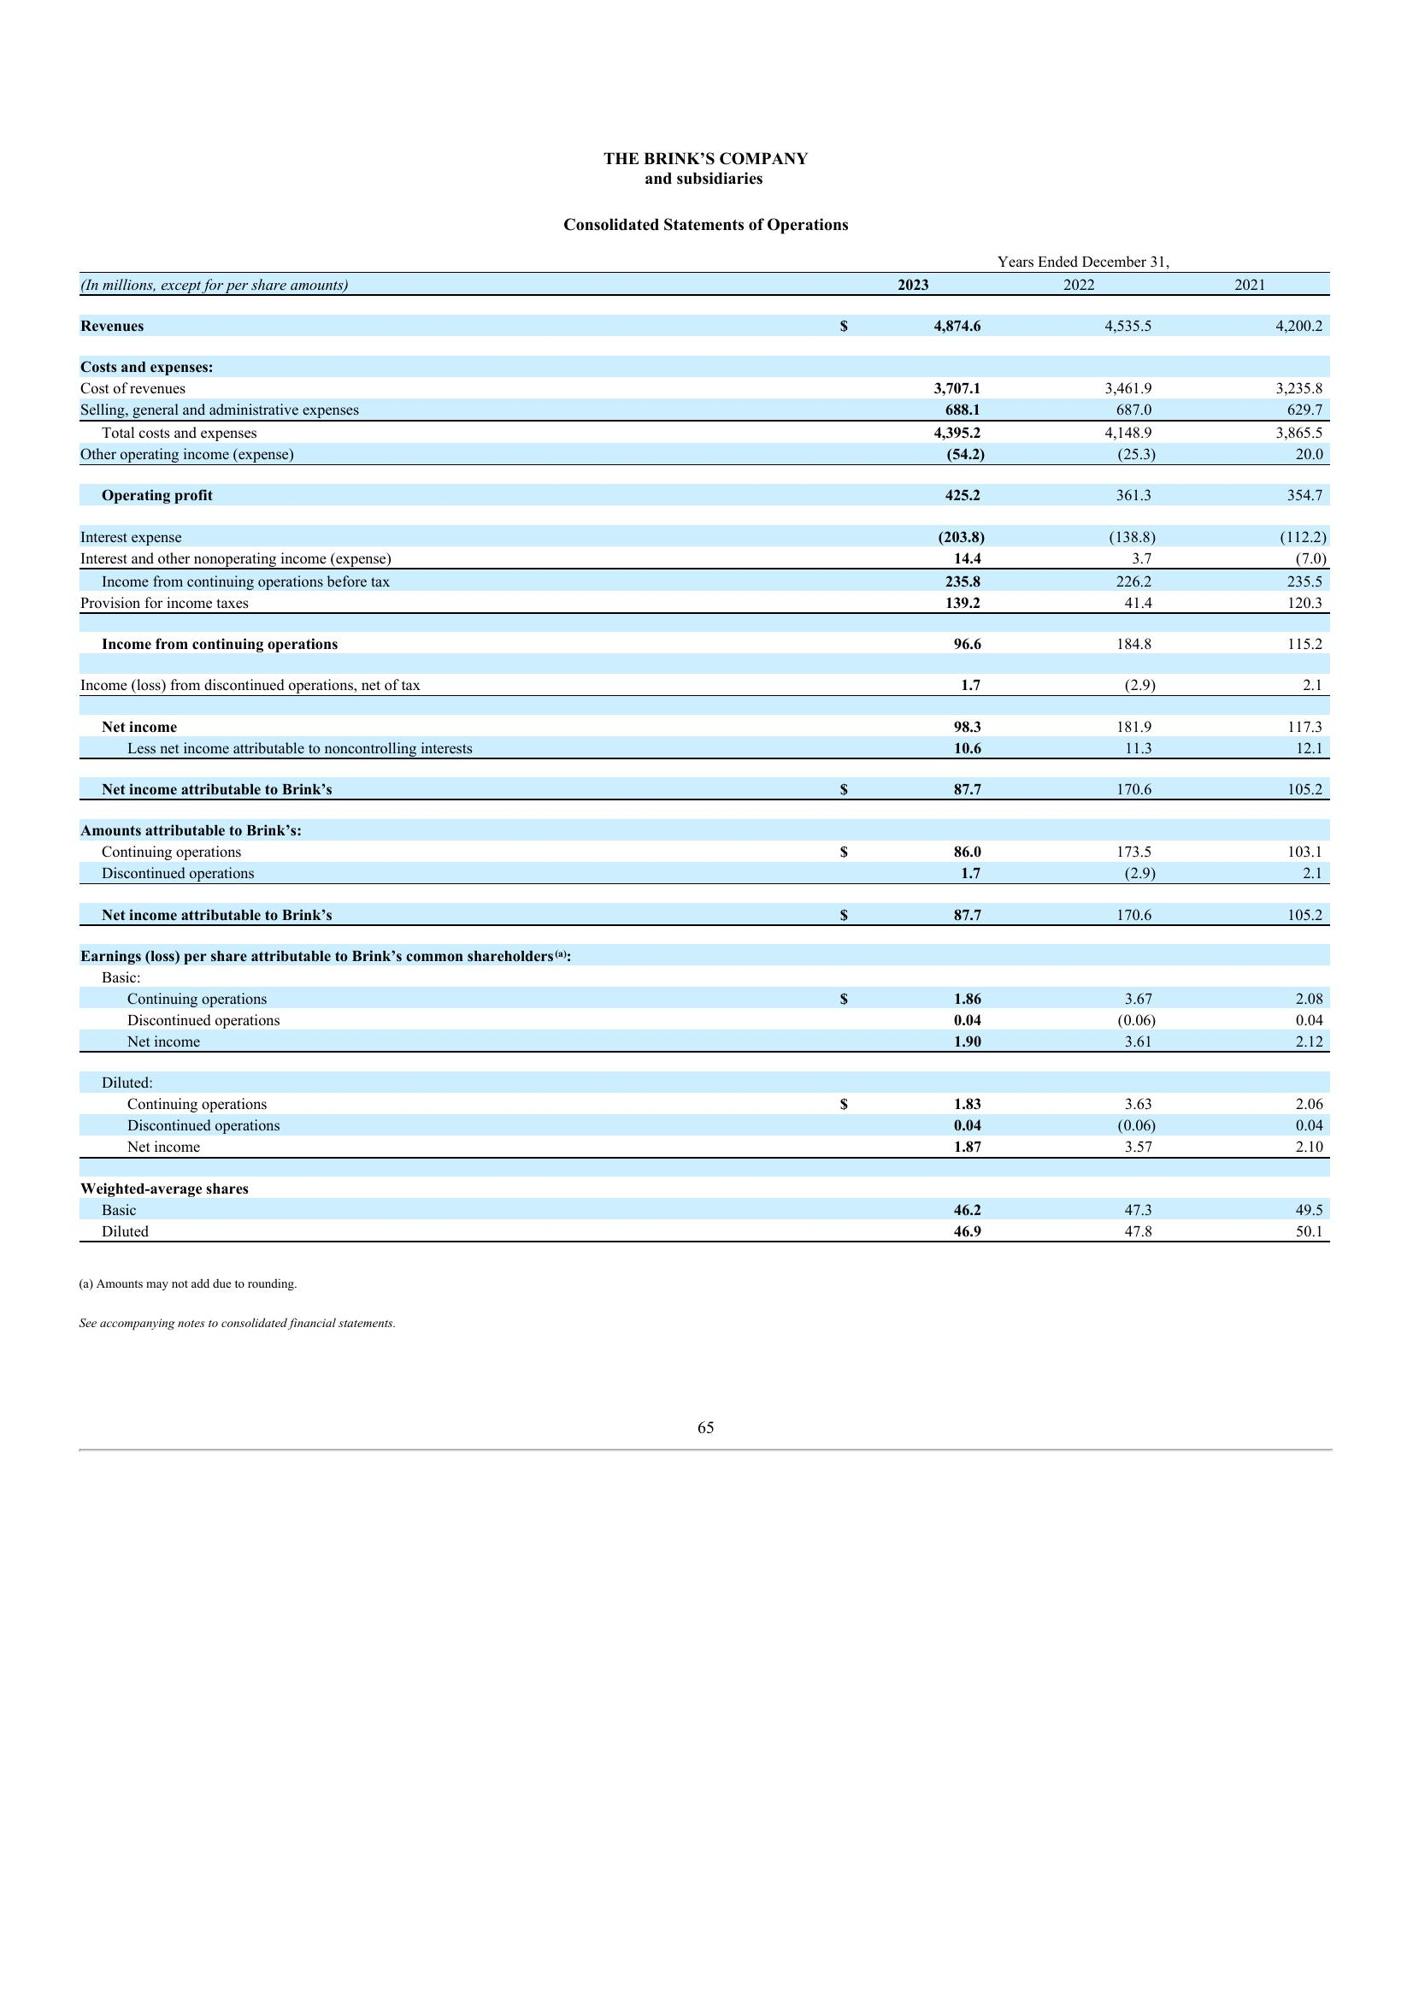 THE BRINK'S COMPANY
and subsidiaries
Consolidated Statements of Operations
Years Ended December 31,
(In millions, except for per share amounts) 2023 2022 2021
Revenues $ 4,874.6 4,535.5 4,200.2
Costs and expenses:
Cost of revenues 3,707.1 3,461.9 3,235.8
Selling, general and administrative expenses 688.1 687.0 629.7
Total costs and expenses 4,395.2 4,148.9 3,865.5
Other operating income (expense) (54.2) (25.3) 20.0
Operating profit 425.2 361.3 354.7
Interest expense (203.8) (138.8) (112.2)
Interest and other nonoperating income (expense) 14.4 3.7 (7.0)
Income from continuing operations before tax 235.8 226.2 235.5
Provision for income taxes 139.2 41.4 120.3
Income from continuing operations 96.6 184.8 115.2
Income (loss) from discontinued operations, net of tax 1.7 (2.9) 2.1
Net income 98.3 181.9 117.3
Less net income attributable to noncontrolling interests 10.6 11.3 12.1
Net income attributable to Brink's $ 87.7 170.6 105.2
Amounts attributable to Brink's:
Continuing operations $ 86.0 173.5 103.1
Discontinued operations 1.7 (2.9) 2.1
Net income attributable to Brink's $ 87.7 170.6 105.2
Earnings (loss) per share attributable to Brink's common shareholders(a):
Basic:
Continuing operations $ 1.86 3.67 2.08
Discontinued operations 0.04 (0.06) 0.04
Net income 1.90 3.61 2.12
Diluted:
Continuing operations $ 1.83 3.63 2.06
Discontinued operations 0.04 (0.06) 0.04
Net income 1.87 3.57 2.10
Weighted-average shares
Basic 46.2 47.3 49.5
Diluted 46.9 47.8 50.1
(a) Amounts may not add due to rounding.
See accompanying notes to consolidated financial statements.
65